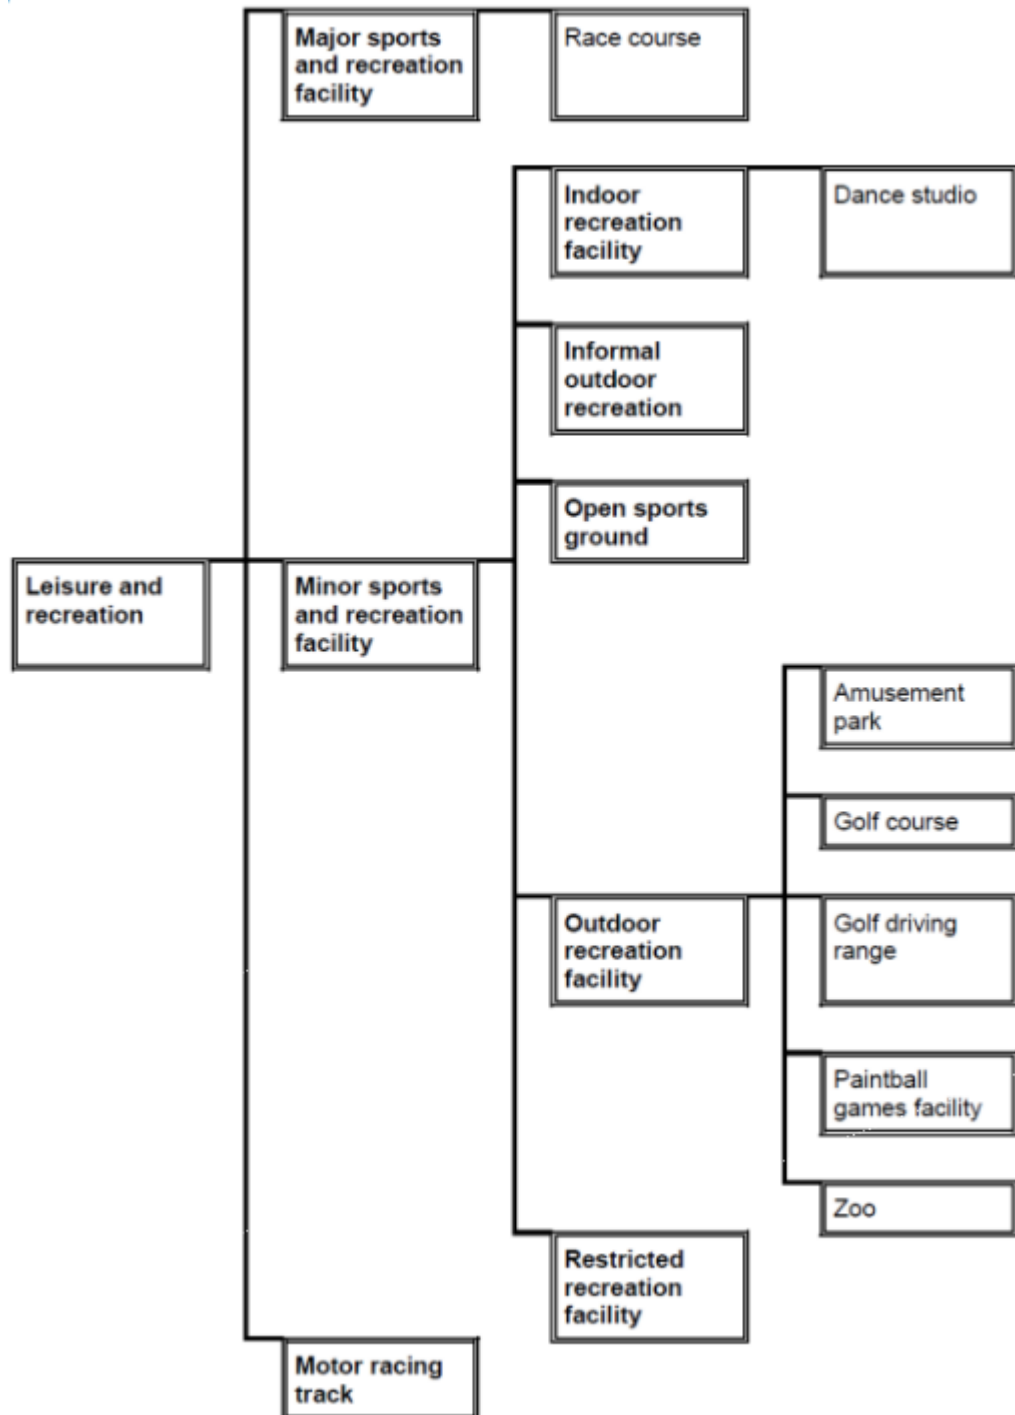 Major sports
and recreation
facility
Race course
Indoor
recreation
facility
Dance studio
Informal
outdoor
recreation
Open sports
ground
Leisure and
recreation
Minor sports
and recreation
facility
Amusement
park
Golf course
Outdoor
recreation
facility
Golf driving
range
Paintball
games facility
Zoo
Restricted
recreation
facility
Motor racing
track